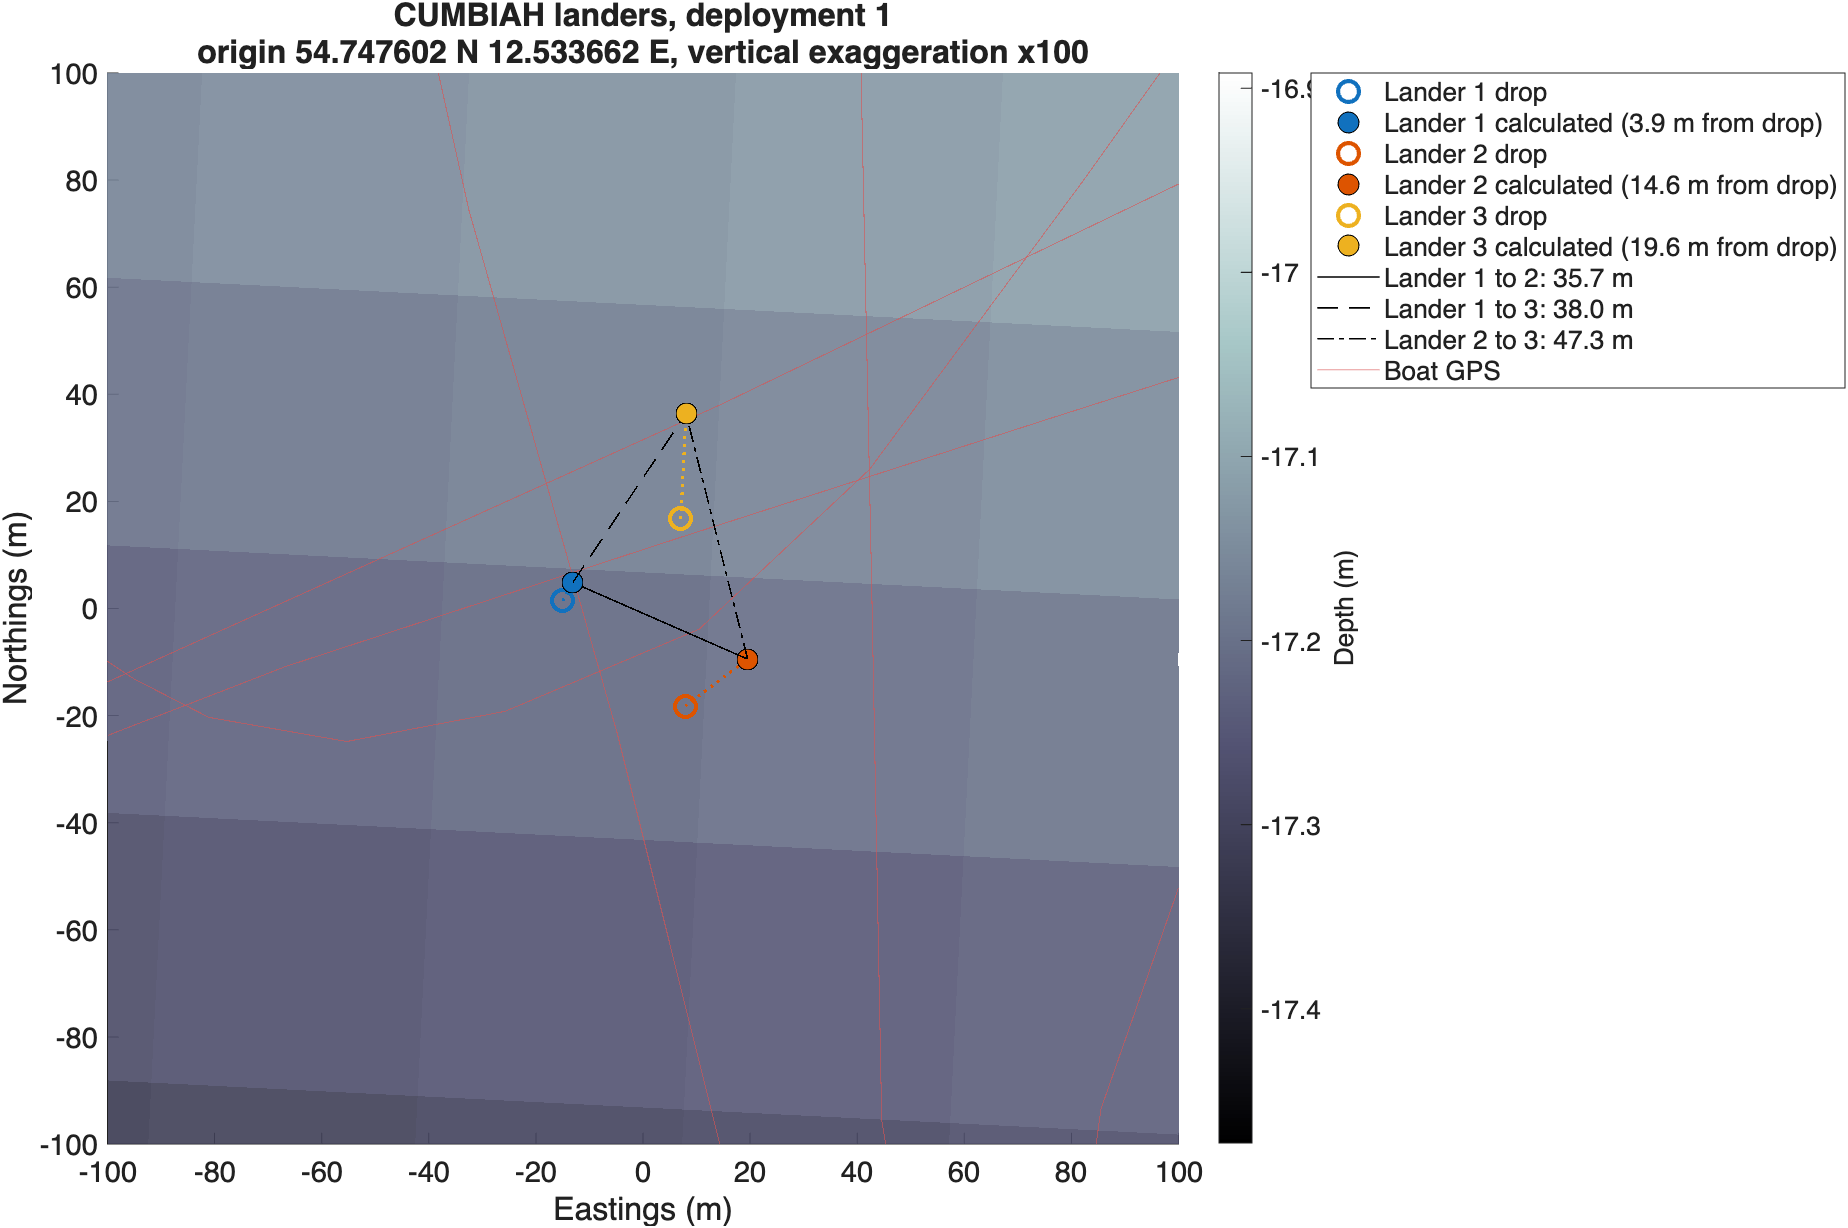 CUMBIAH landers, deployment 1
origin 54.747602 N 12.533662 E, vertical exaggeration x100
100
80
60
40
20
0
-20
-40
-60
-80
-100
Northings (m)
-100 -80 -60 -40 -20 0 20 40 60 80 100
Eastings (m)
-16.9
-17
-17.1
-17.2
-17.3
-17.4
Depth (m)
Lander 1 drop
Lander 1 calculated (3.9 m from drop)
Lander 2 drop
Lander 2 calculated (14.6 m from drop)
Lander 3 drop
Lander 3 calculated (19.6 m from drop)
Lander 1 to 2: 35.7 m
Lander 1 to 3: 38.0 m
Lander 2 to 3: 47.3 m
Boat GPS